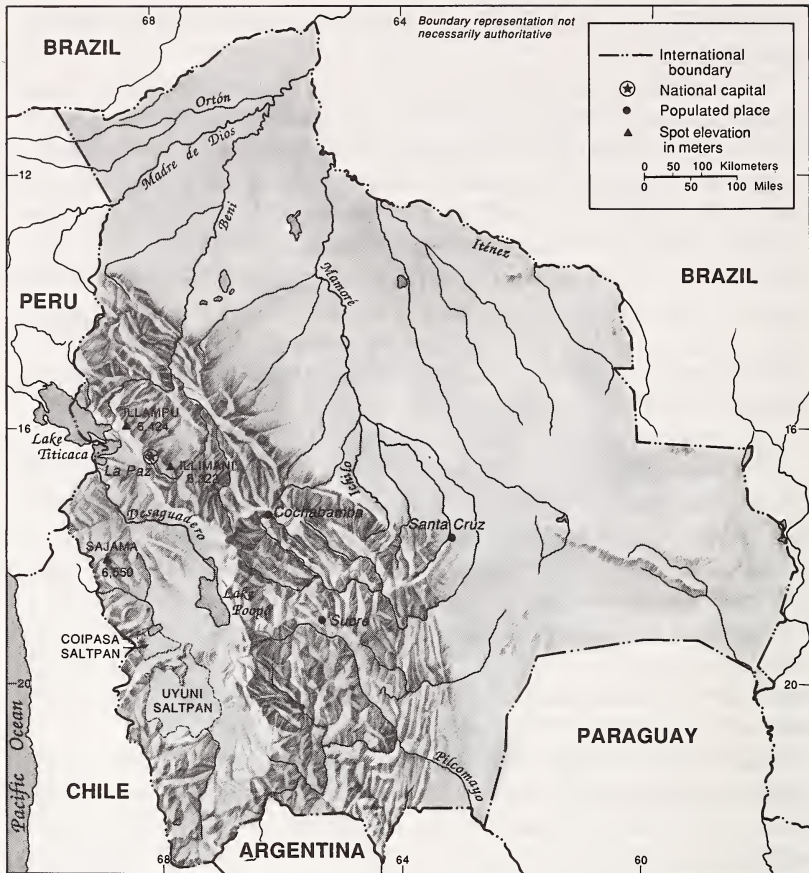 68
64
Boundary representation not
necessarily authoritative
BRAZIL
International
boundary
National capital
Populated place
Spot elevation
in meters
0 50 100 Kilometers
0 50 100 Miles
Ortón
Madre de Dios
12
Beni
Iténez
Mamoré
BRAZIL
PERU
ILLAMPU
6,424
16
16
Lake
Titicaca
La Paz
ILLIMANI
6,322
Ichilo
Desaguadero
Cochabamba
Santa Cruz
SAJAMA
6,550
Lake
Poopó
Sucre
COIPASA
SALTPAN
20
20
UYUNI
SALTPAN
Pacific Ocean
PARAGUAY
Pilcomayo
CHILE
68
ARGENTINA
64
60